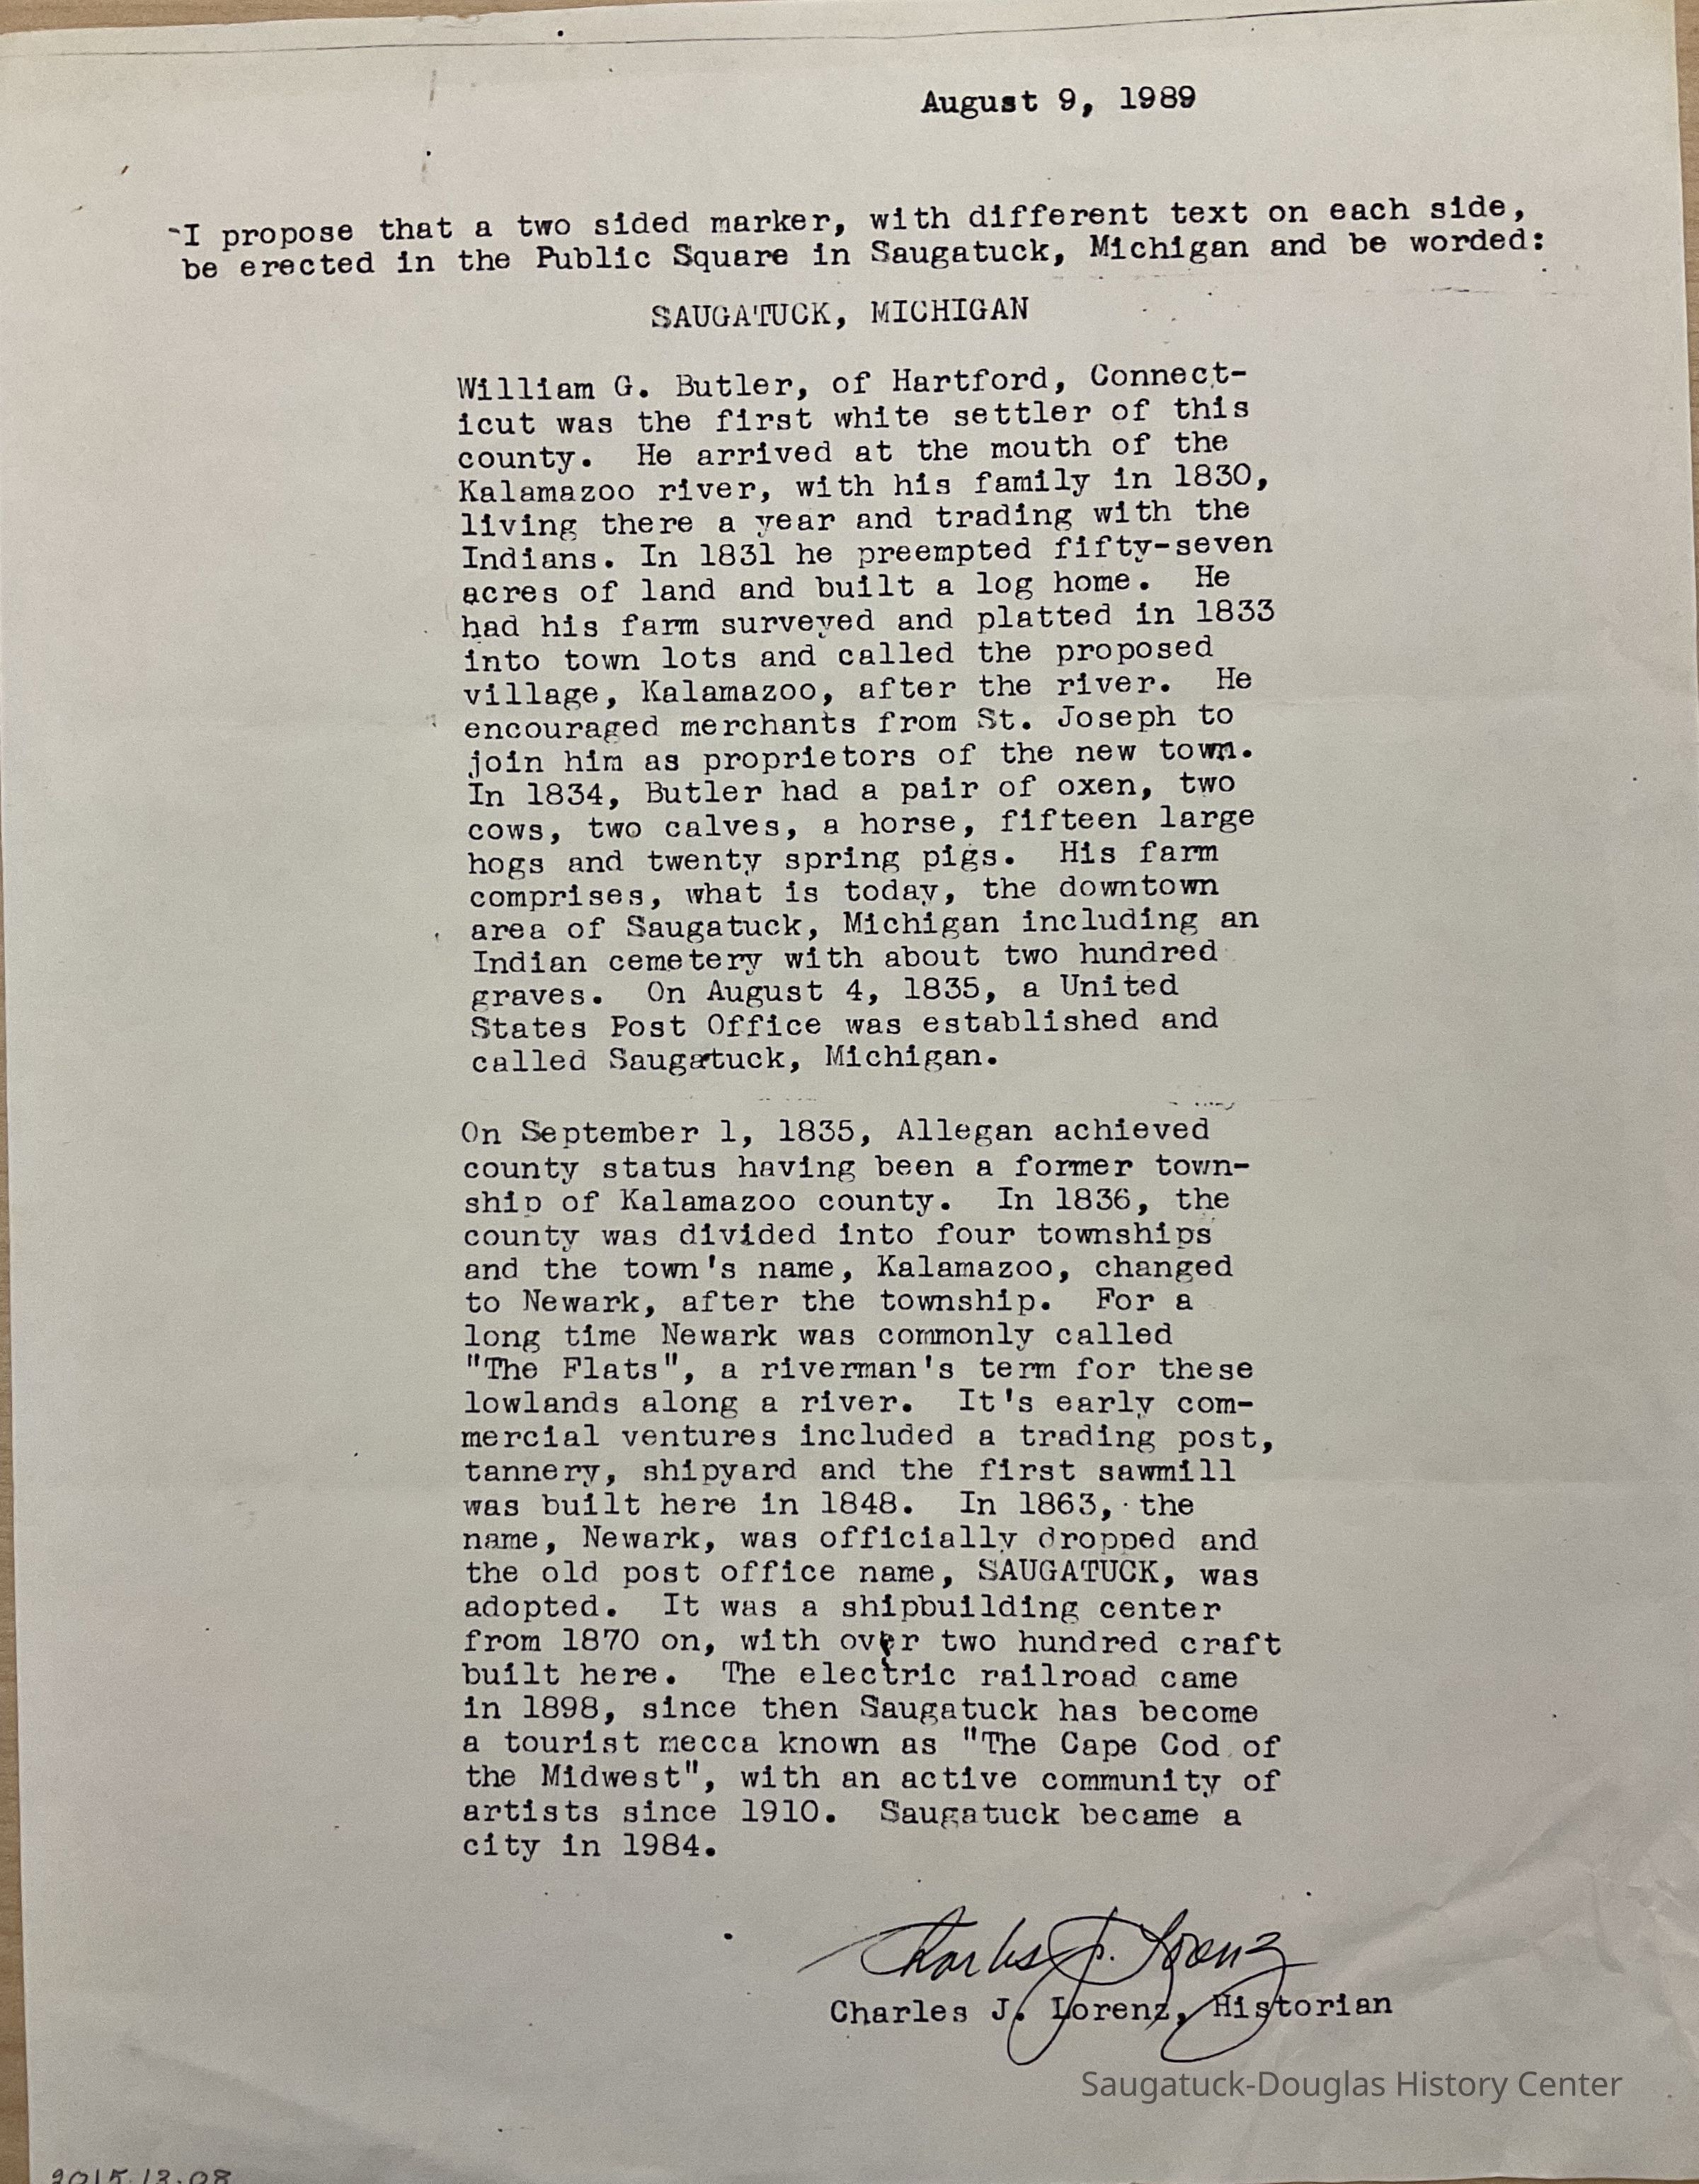 August 9, 1989
I propose that a two sided marker, with different text on each side,
be erected in the Public Square in Saugatuck, Michigan and be worded:
SAUGATUCK, MICHIGAN
William G. Butler, of Hartford, Connect-
icut was the first white settler of this
county. He arrived at the mouth of the
Kalamazoo river, with his family in 1830,
living there a year and trading with the
Indians. In 1831 he preempted fifty-seven
acres of land and built a log home. He
had his farm surveyed and platted in 1833
into town lots and called the proposed
village, Kalamazoo, after the river. He
encouraged merchants from St. Joseph to
join him as proprietors of the new town.
In 1834, Butler had a pair of oxen, two
cows, two calves, a horse, fifteen large
hogs and twenty spring pigs. His farm
comprises, what is today, the downtown
area of Saugatuck, Michigan including an
Indian cemetery with about two hundred
graves. On August 4, 1835, a United
States Post Office was established and
called Saugatuck, Michigan.
On September 1, 1835, Allegan achieved
county status having been a former town-
ship of Kalamazoo county. In 1836, the
county was divided into four townships
and the town's name, Kalamazoo, changed
to Newark, after the township. For a
long time Newark was commonly called
"The Flats", a riverman's term for these
lowlands along a river. It's early com-
mercial ventures included a trading post,
tannery, shipyard and the first sawmill
was built here in 1848. In 1863, the
name, Newark, was officially dropped and
the old post office name, SAUGATUCK, was
adopted. It was a shipbuilding center
from 1870 on, with over two hundred craft
built here. The electric railroad came
in 1898, since then Saugatuck has become
a tourist mecca known as "The Cape Cod of
the Midwest", with an active community of
artists since 1910. Saugatuck became a
city in 1984.
Charles J. Lorenz
Charles J. Lorenz, Historian
Saugatuck-Douglas History Center
2015.13.08